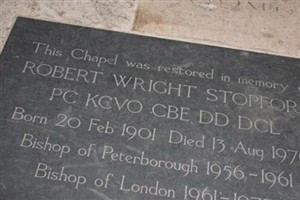 This Chapel was restored in memory
ROBERT WRIGHT STOPFOR
PC KCVO CBE DD DCL
Born 20 Feb 1901 Died 13 Aug 197
Bishop of Peterborough 1956-1961
Bishop of London 1961-197